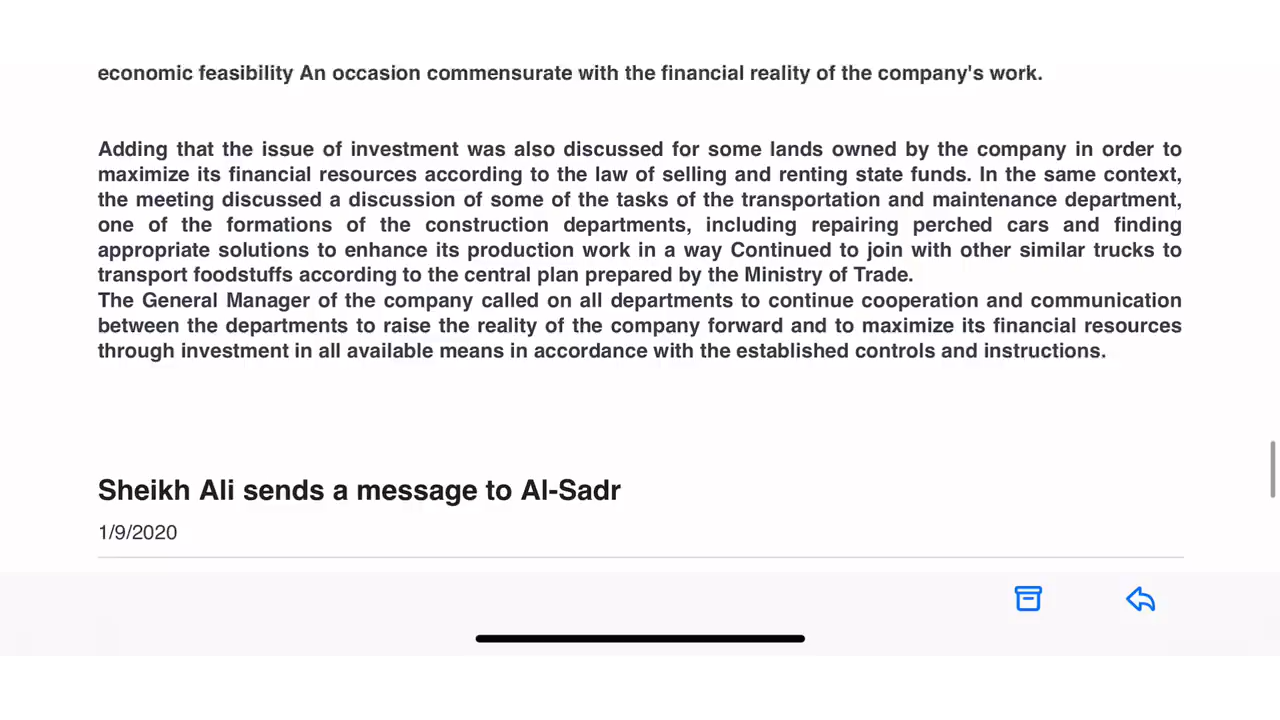 economic feasibility An occasion commensurate with the financial reality of the company's work.
Adding that the issue of investment was also discussed for some lands owned by the company in order to
maximize its financial resources according to the law of selling and renting state funds. In the same context,
the meeting discussed a discussion of some of the tasks of the transportation and maintenance department,
one of the formations of the construction departments, including repairing perched cars and finding
appropriate solutions to enhance its production work in a way Continued to join with other similar trucks to
transport foodstuffs according to the central plan prepared by the Ministry of Trade.
The General Manager of the company called on all departments to continue cooperation and communication
between the departments to raise the reality of the company forward and to maximize its financial resources
through investment in all available means in accordance with the established controls and instructions.
Sheikh Ali sends a message to Al-Sadr
1/9/2020